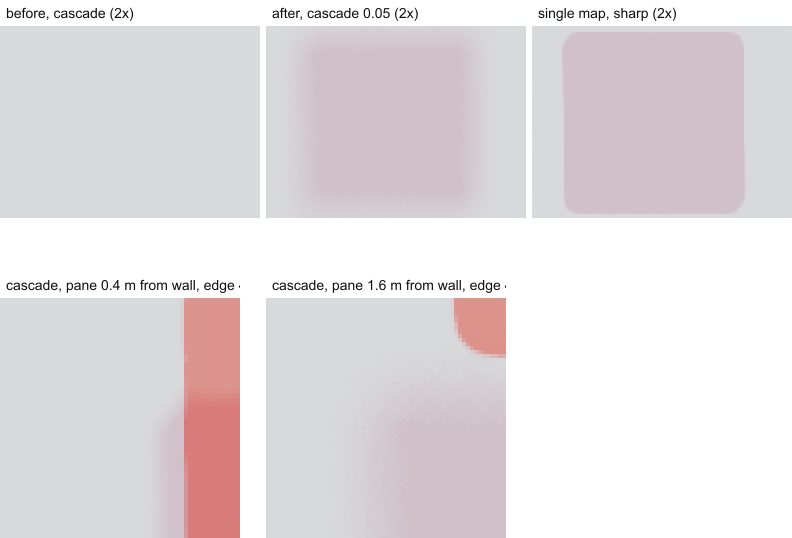 before, cascade (2x)
after, cascade 0.05 (2x)
single map, sharp (2x)
cascade, pane 0.4 m from wall, edge
cascade, pane 1.6 m from wall, edge